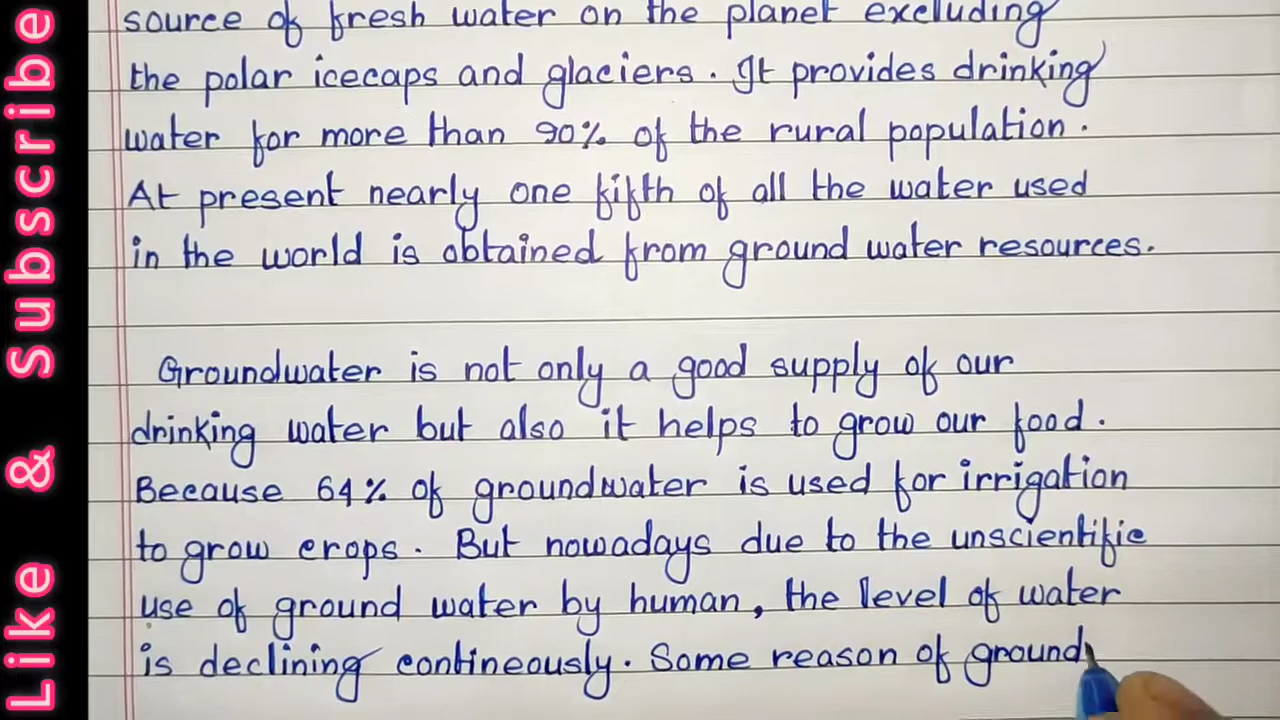 Like & Subscribe
source of fresh water on the planet excluding
the polar icecaps and glaciers. It provides drinking
water for more than 90% of the rural population.
At present nearly one fifth of all the water used
in the world is obtained from ground water resources.
Groundwater is not only a good supply of our
drinking water but also it helps to grow our food.
Because 64% of groundwater is used for irrigation
to grow crops. But nowadays due to the unscientific
use of ground water by human, the level of water
is declining contineously. Some reason of ground